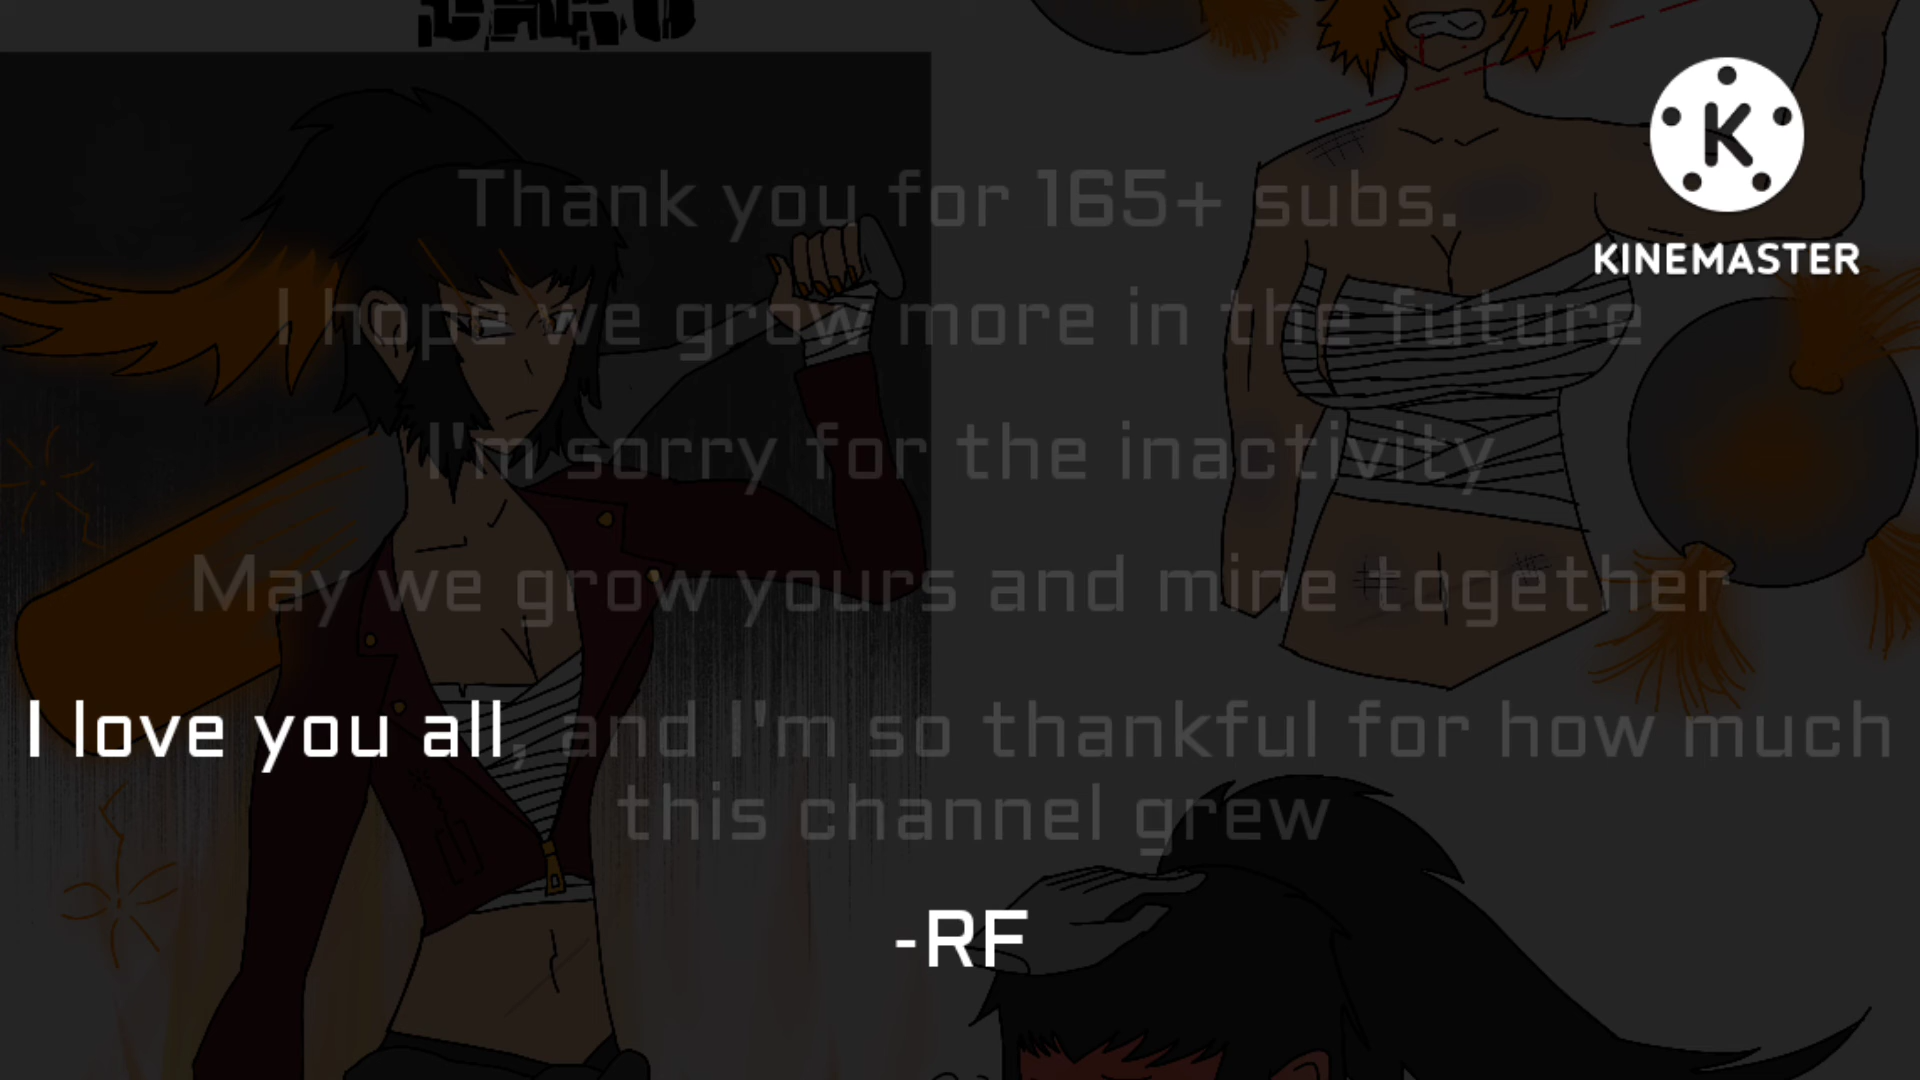 KINEMASTER
Thank you for 165+ subs.
I hope we grow more in the future
I'm sorry for the inactivity
May we grow yours and mine together
I love you all, and I'm so thankful for how much
this channel grew
-RF